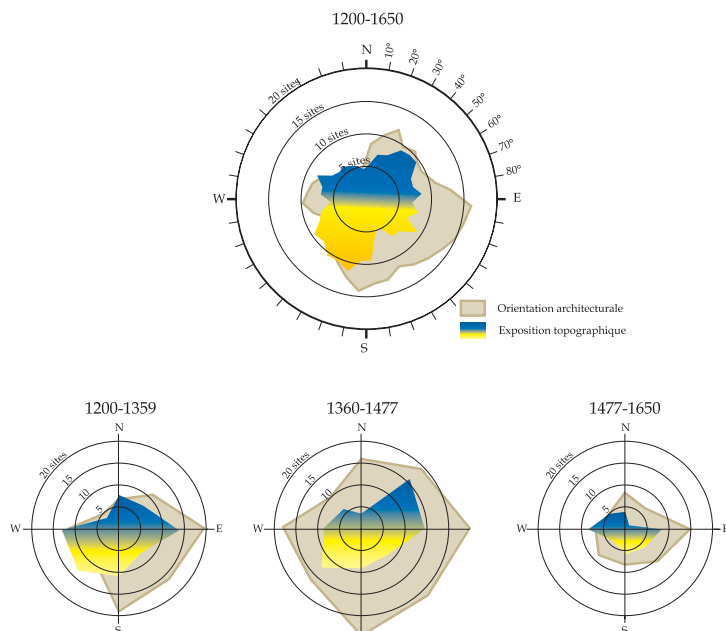 1200-1650
N
10°
20°
30°
40°
50°
60°
70°
80°
20 sites
15 sites
10 sites
5 sites
W
E
S
Orientation architecturale
Exposition topographique
1200-1359
N
20 sites
15
10
5
W
E
S
1360-1477
N
20 sites
15
10
5
W
E
S
1477-1650
N
20 sites
15
10
5
W
E
S